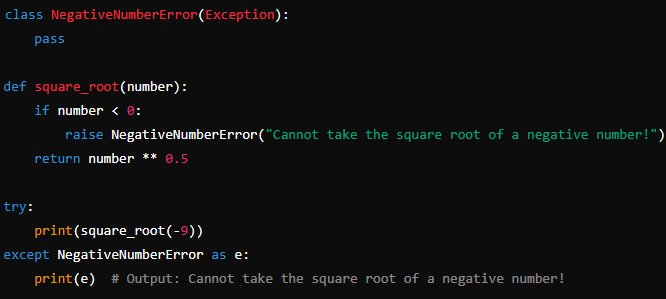 class NegativeNumberError(Exception):
    pass

def square_root(number):
    if number < 0:
        raise NegativeNumberError("Cannot take the square root of a negative number!")
    return number ** 0.5

try:
    print(square_root(-9))
except NegativeNumberError as e:
    print(e)  # Output: Cannot take the square root of a negative number!